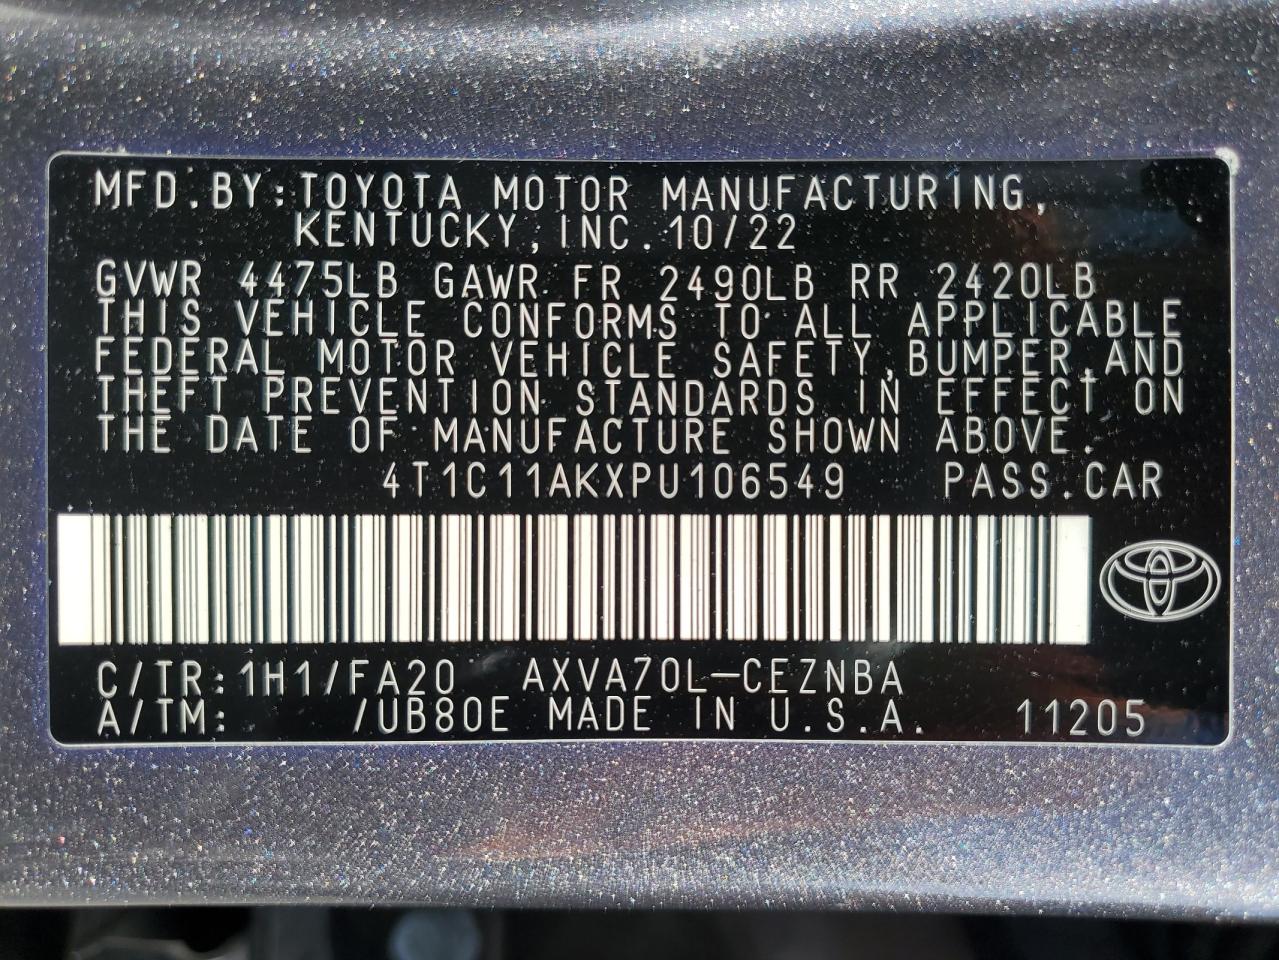 MFD.BY:TOYOTA MOTOR MANUFACTURING,
KENTUCKY,INC.10/22
GVWR 4475LB GAWR FR 2490LB RR 2420LB
THIS VEHICLE CONFORMS TO ALL APPLICABLE
FEDERAL MOTOR VEHICLE SAFETY,BUMPER,AND
THEFT PREVENTION STANDARDS IN EFFECT ON
THE DATE OF MANUFACTURE SHOWN ABOVE.
4T1C11AKXPU106549 PASS.CAR
C/TR:1H1/FA20 AXVA70L-CEZNBA
A/TM: /UB80E MADE IN U.S.A. 11205